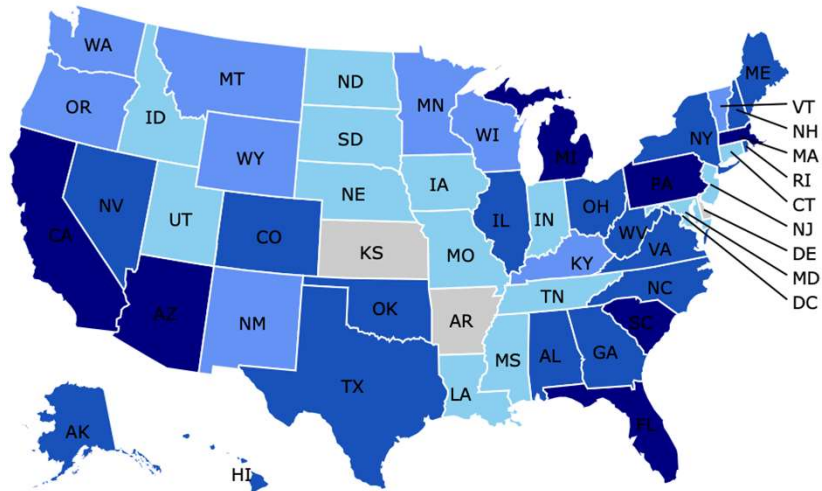 WA
MT
ND
MN
ME
OR
ID
SD
WI
MI
NY
VT
NH
MA
RI
CT
NJ
DE
MD
DC
WY
NV
UT
CO
NE
IA
IL
IN
OH
PA
CA
KS
MO
KY
WV
VA
AZ
NM
OK
AR
TN
NC
SC
TX
LA
MS
AL
GA
FL
AK
HI